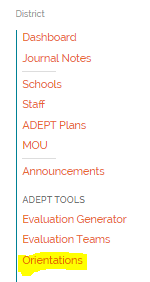 District
Dashboard
Journal Notes
Schools
Staff
ADEPT Plans
MOU
Announcements
ADEPT TOOLS
Evaluation Generator
Evaluation Teams
Orientations